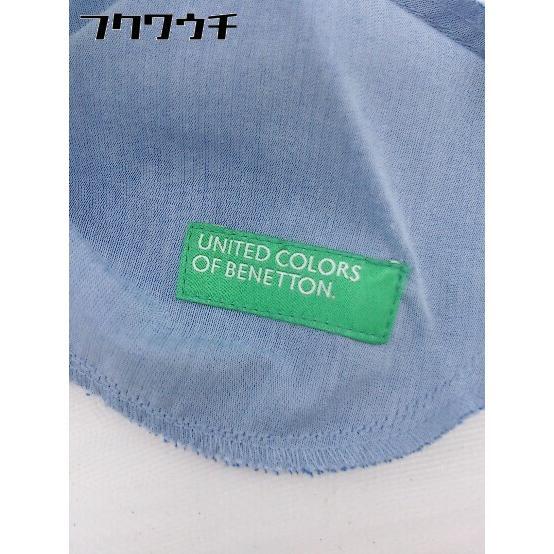 フクワウチ
UNITED COLORS
OF BENETTON.